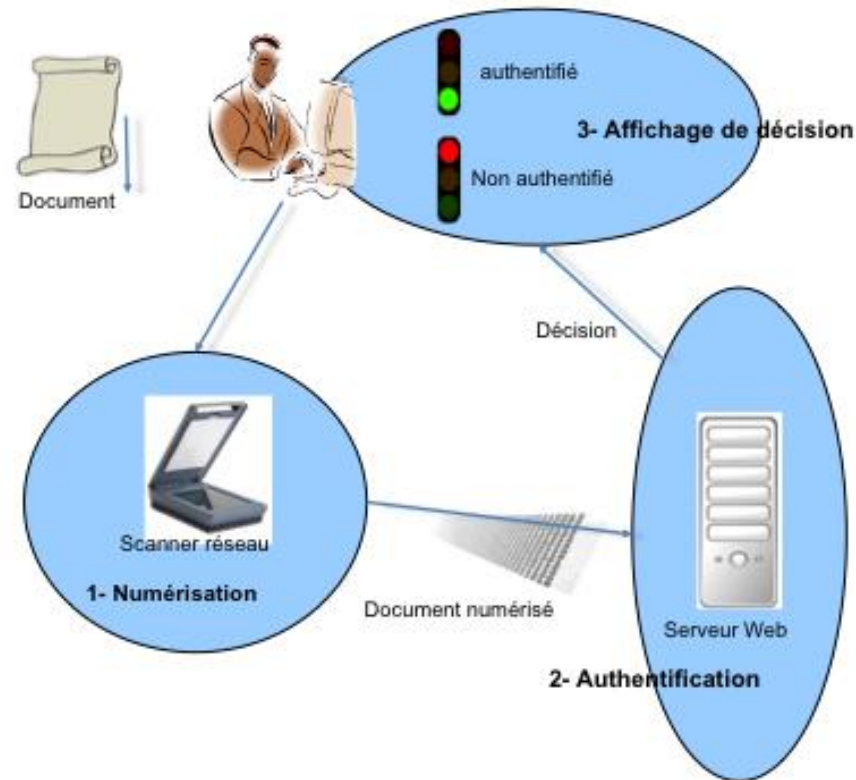 authentifié
3- Affichage de décision
Non authentifié
Document
Décision
Scanner réseau
1- Numérisation
Document numérisé
Serveur Web
2- Authentification